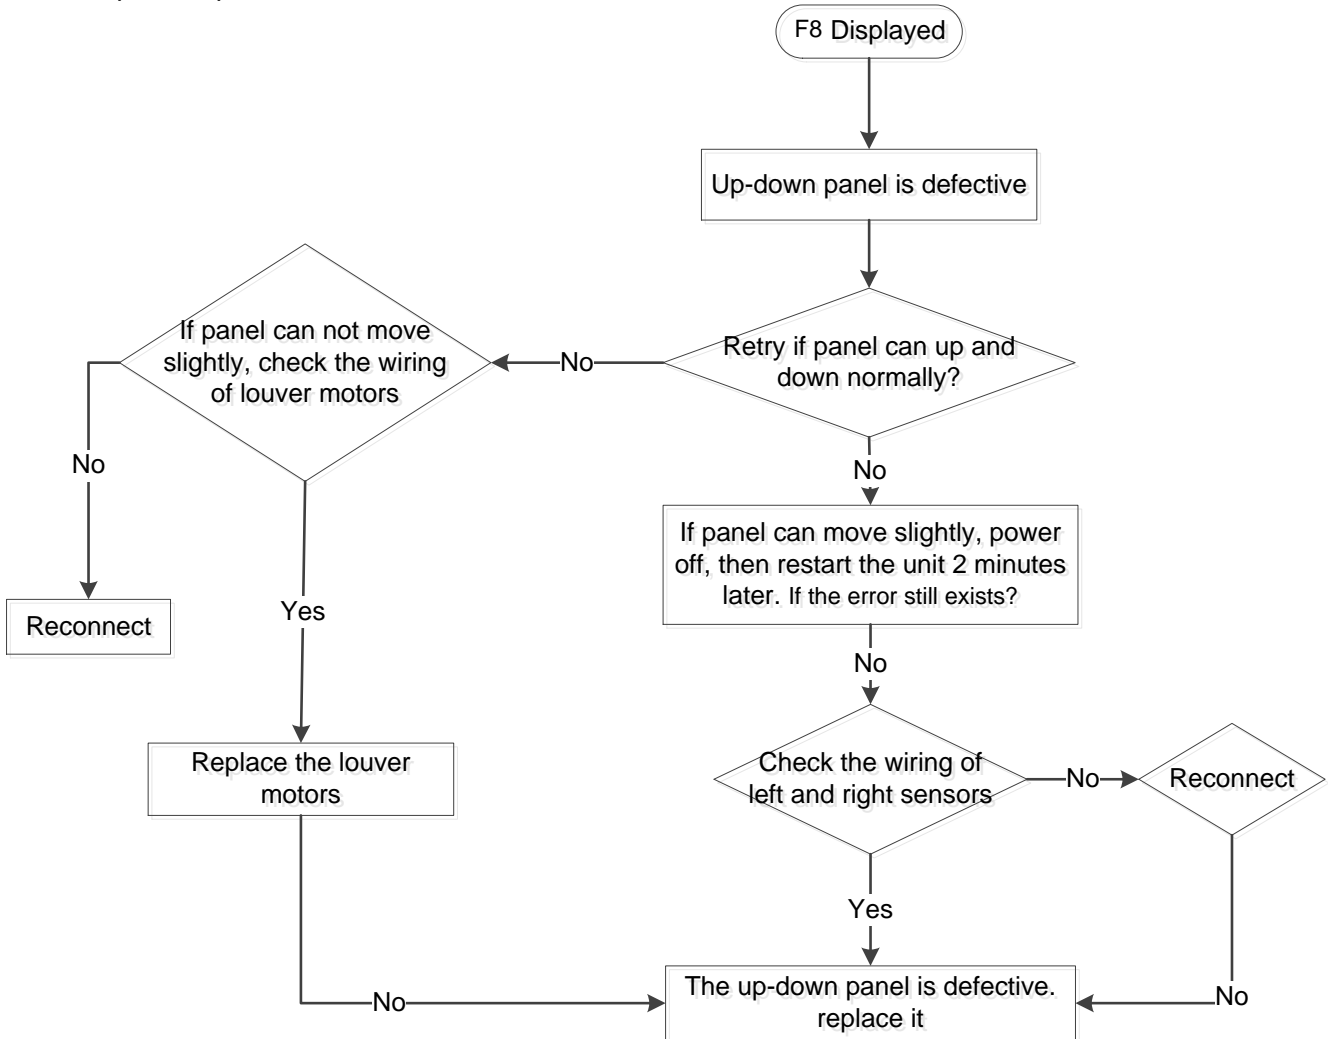 F8 Displayed
Up-down panel is defective
Retry if panel can up and
down normally?
No
If panel can not move
slightly, check the wiring
of louver motors
No
Reconnect
Yes
Replace the louver
motors
No
No
If panel can move slightly, power
off, then restart the unit 2 minutes
later. If the error still exists?
No
Check the wiring of
left and right sensors
No
Reconnect
Yes
No
The up-down panel is defective.
replace it